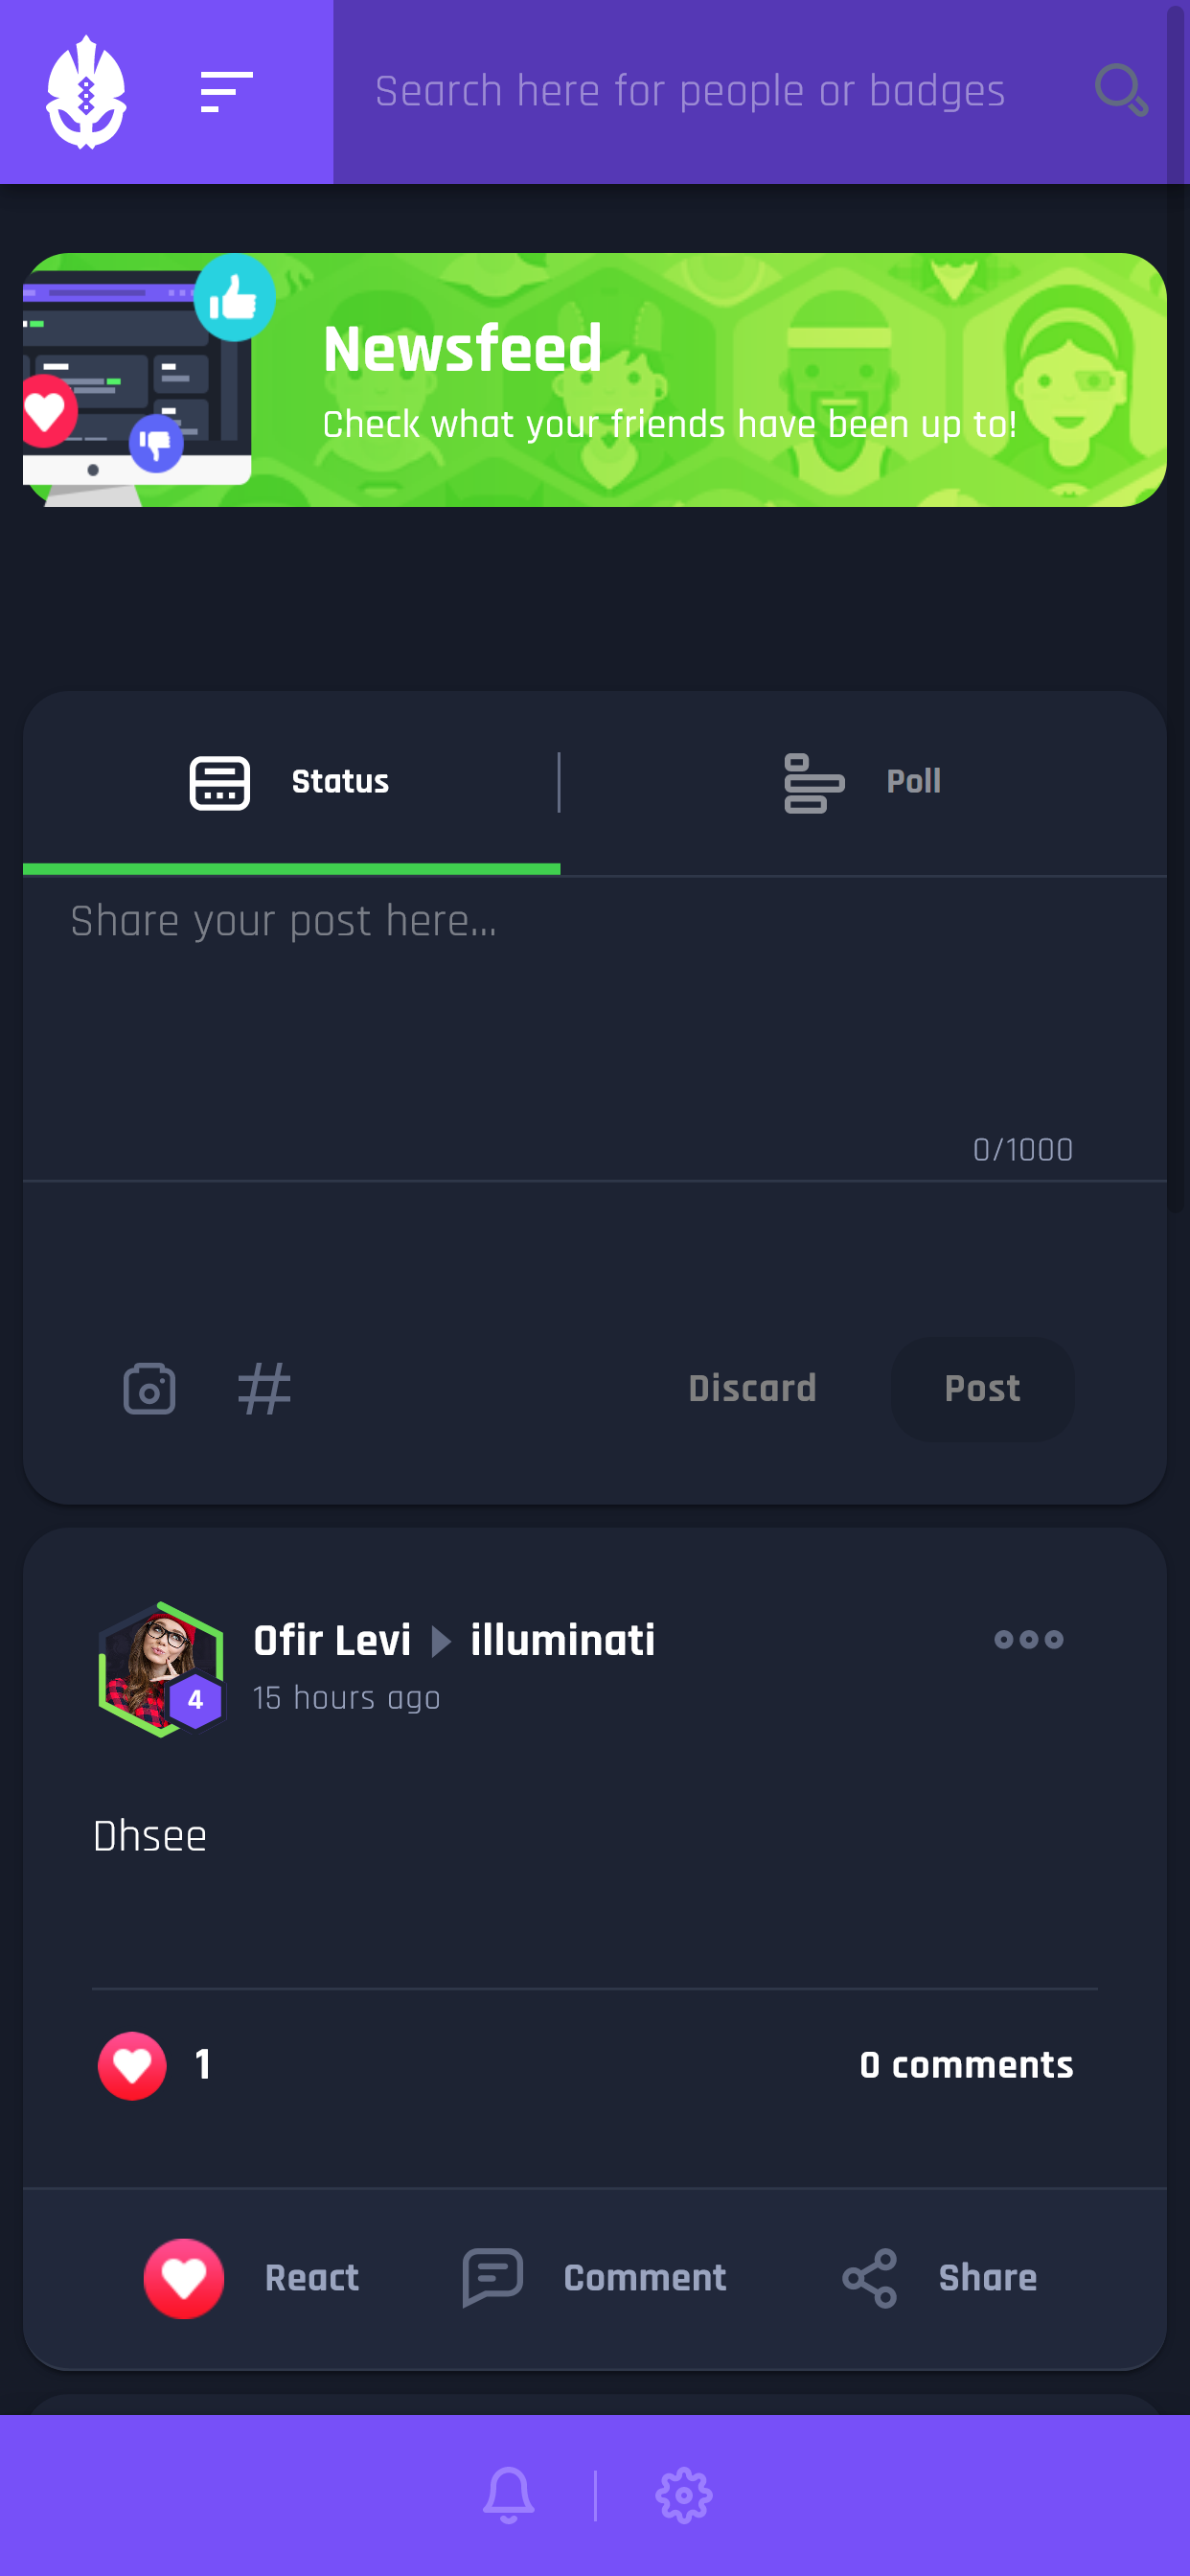 Search here for people or badges
Newsfeed
Check what your friends have been up to!
Status
Poll
Share your post here...
0/1000
Discard
Post
Ofir Levi illuminati
4
15 hours ago
Dhsee
1
0 comments
React
Comment
Share